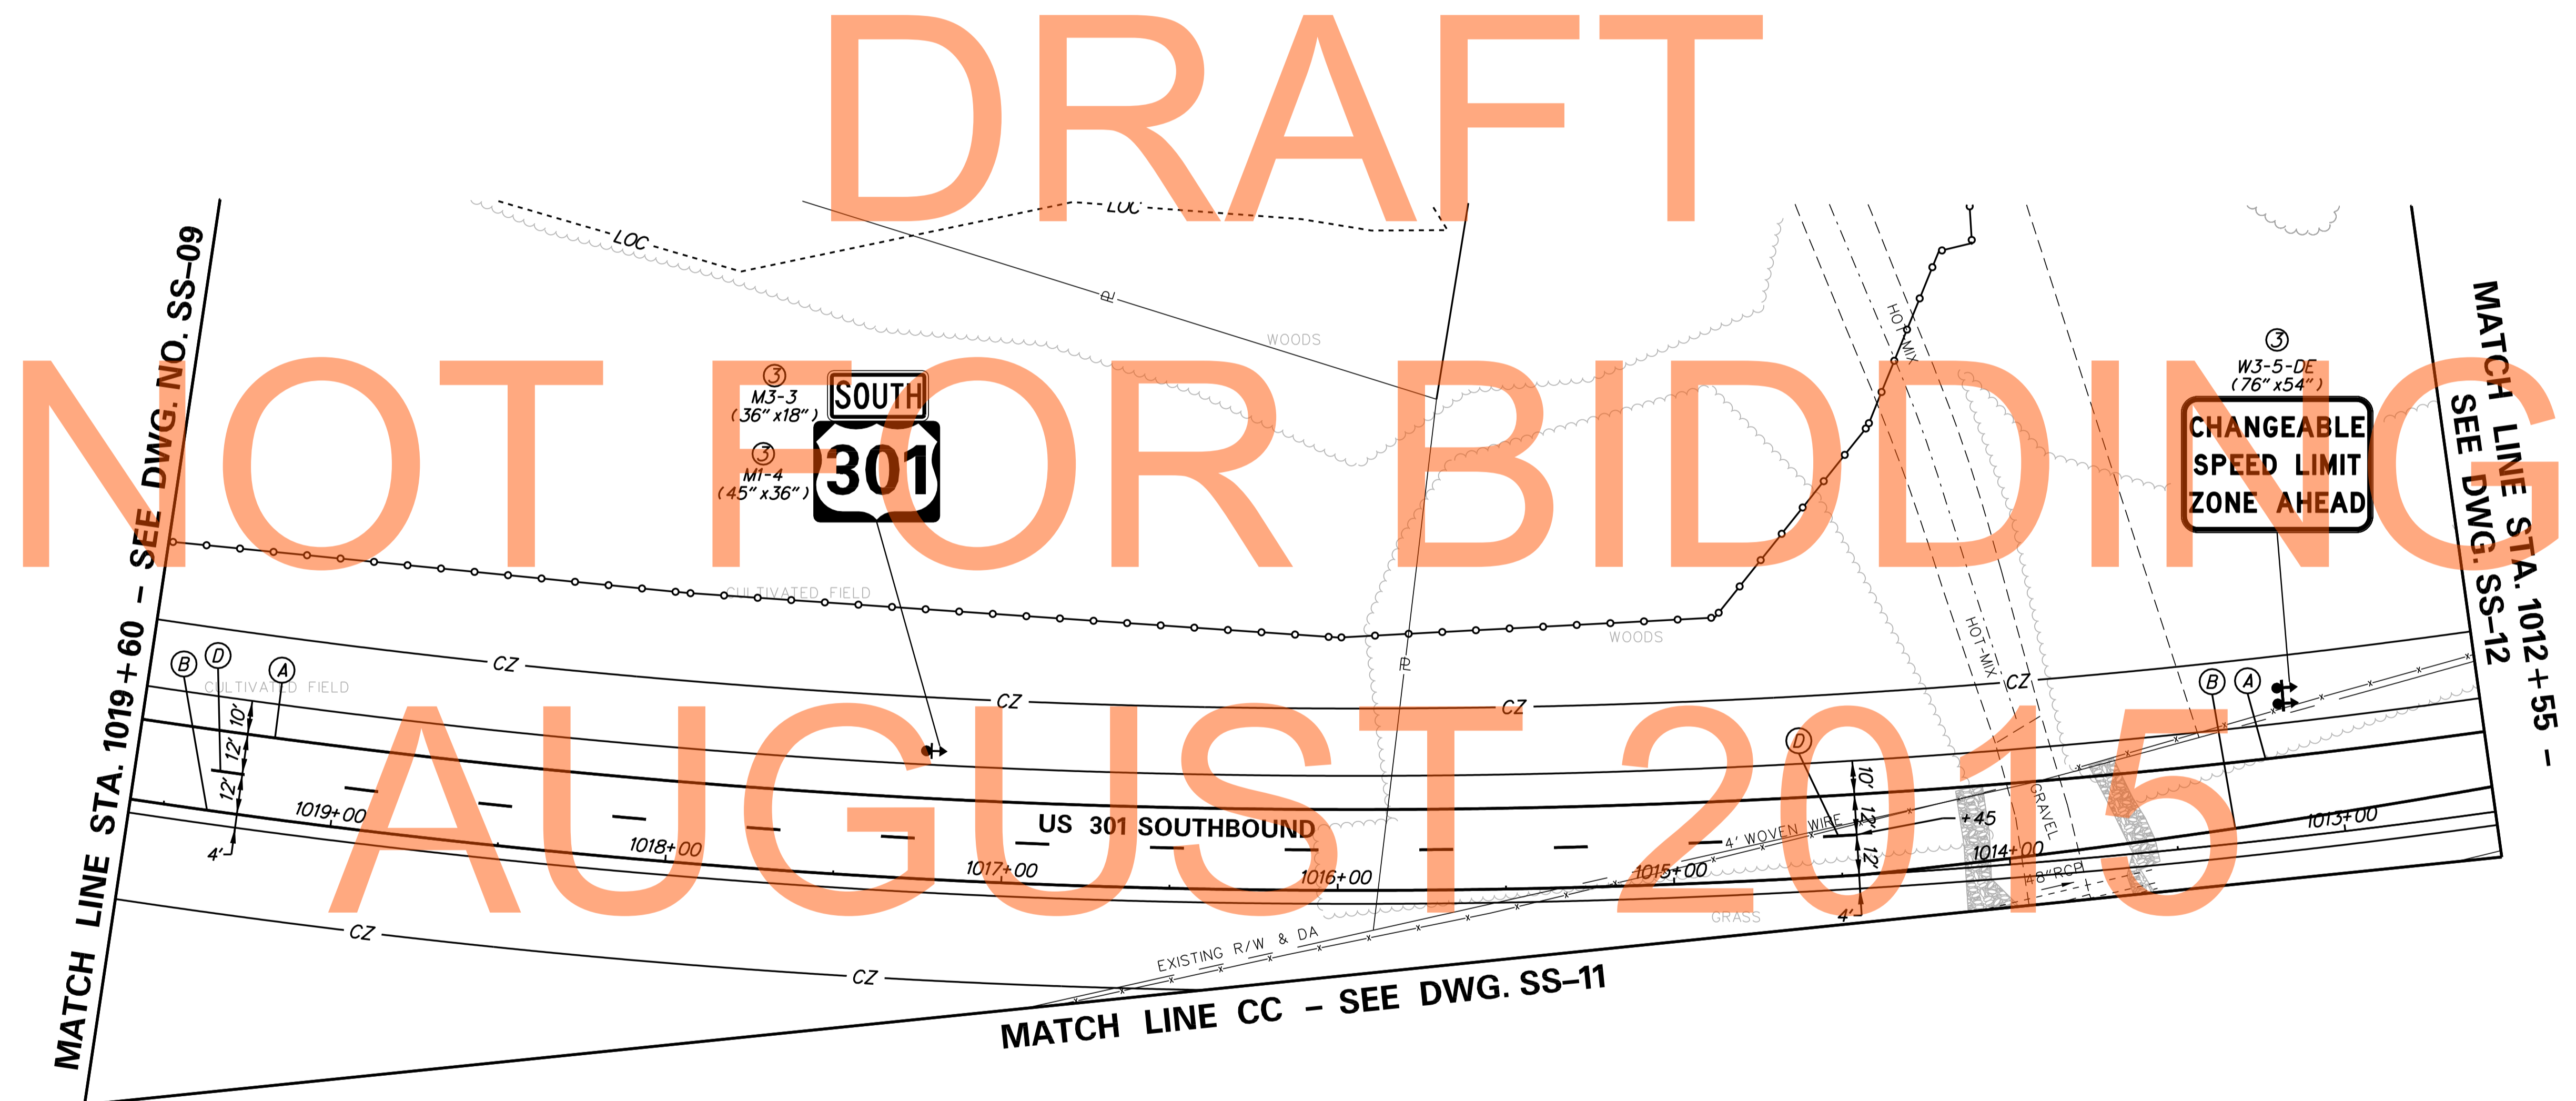 DRAFT
NOT FOR BIDDING
AUGUST 2015
MATCH LINE STA. 1019+60 - SEE DWG. NO. SS-09
LOC
LOC
PL
WOODS
HOT-MIX
3
M3-3
(36"x18")
SOUTH
3
M1-4
(45"x36")
301
3
W3-5-DE
(76"x54")
CHANGEABLE
SPEED LIMIT
ZONE AHEAD
MATCH LINE STA. 1012+55 -
SEE DWG. SS-12
CULTIVATED FIELD
WOODS
HOT-MIX
PL
B
D
A
CULTIVATED FIELD
CZ
CZ
CZ
CZ
B
A
D
10'
12'
12'
4'
10'
12'
12'
4'
+45
GRAVEL
4' WOVEN WIRE
US 301 SOUTHBOUND
1019+00
1018+00
1017+00
1016+00
1015+00
1014+00
1013+00
48"RCP
GRASS
CZ
CZ
EXISTING R/W & DA
MATCH LINE CC - SEE DWG. SS-11